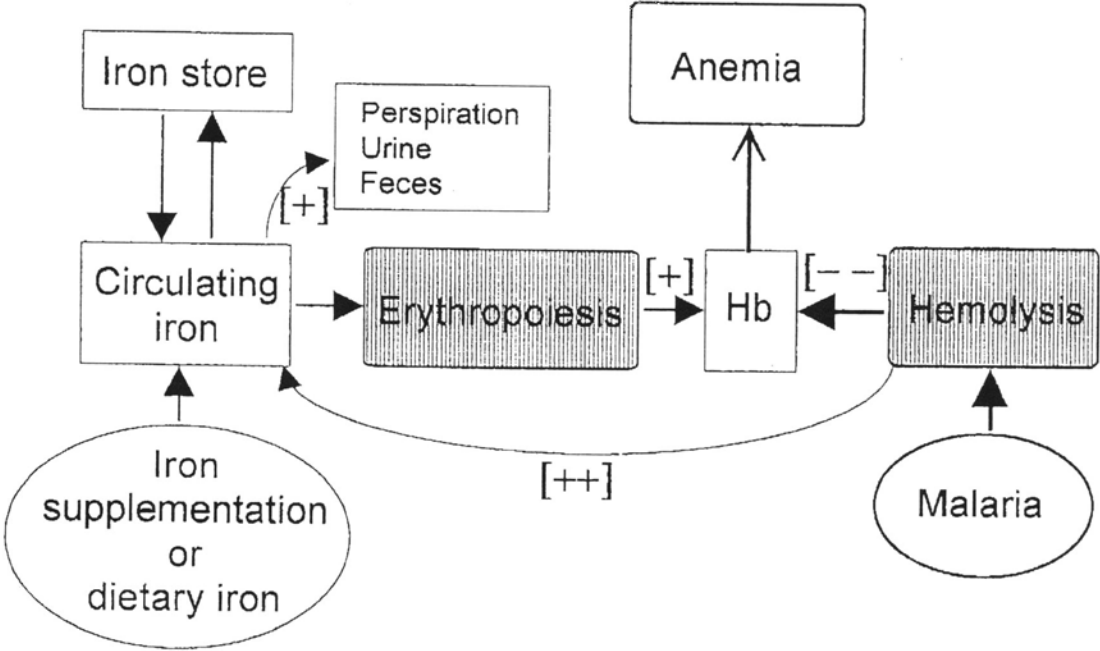 Iron store
Anemia
Perspiration
Urine
Feces
[+]
Circulating
iron
Erythropoiesis
[+]
Hb
[- -]
Hemolysis
[++]
Iron
supplementation
or
dietary iron
Malaria